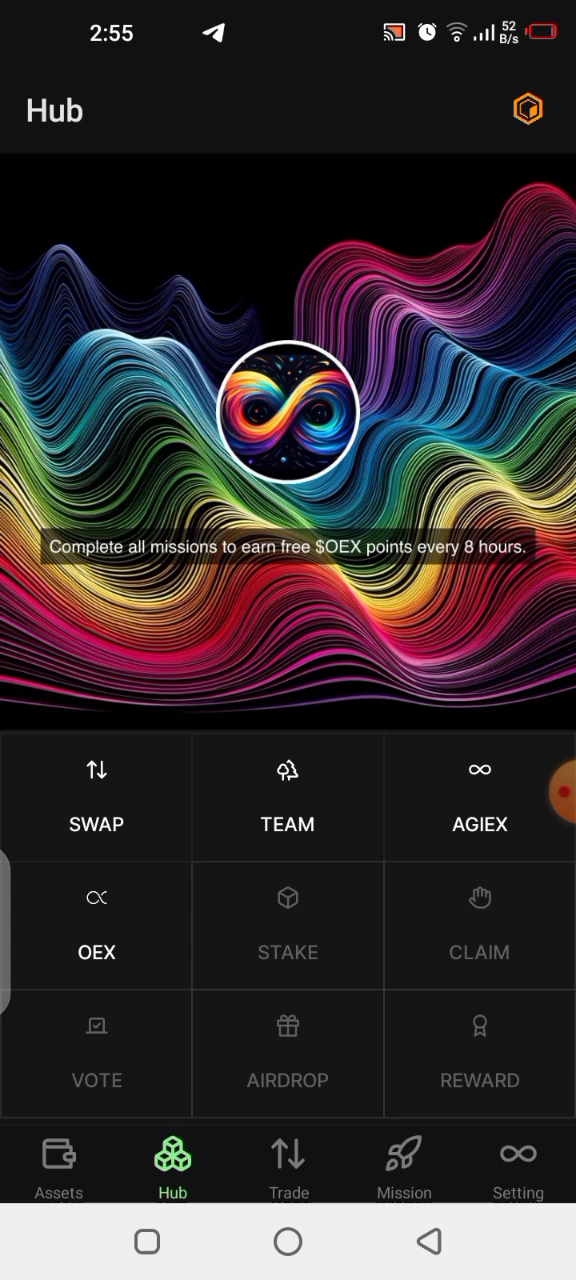 2:55
52
B/s
Hub
Complete all missions to earn free $OEX points every 8 hours.
SWAP
TEAM
AGIEX
OEX
STAKE
CLAIM
VOTE
AIRDROP
REWARD
Assets
Hub
Trade
Mission
Setting